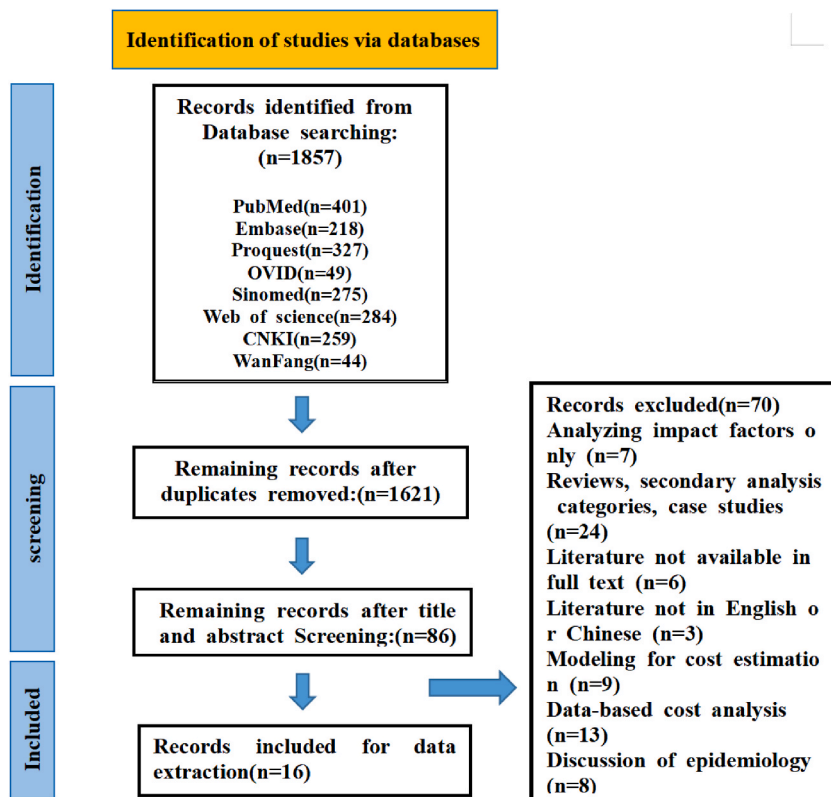 Identification of studies via databases
Identification
Records identified from
Database searching:
(n=1857)
PubMed(n=401)
Embase(n=218)
Proquest(n=327)
OVID(n=49)
Sinomed(n=275)
Web of science(n=284)
CNKI(n=259)
WanFang(n=44)
screening
Remaining records after
duplicates removed:(n=1621)
Remaining records after title
and abstract Screening:(n=86)
Records excluded(n=70)
Analyzing impact factors o
nly (n=7)
Reviews, secondary analysis
categories, case studies
(n=24)
Literature not available in
full text (n=6)
Literature not in English o
r Chinese (n=3)
Modeling for cost estimatio
n (n=9)
Data-based cost analysis
(n=13)
Discussion of epidemiology
(n=8)
Included
Records included for data
extraction(n=16)